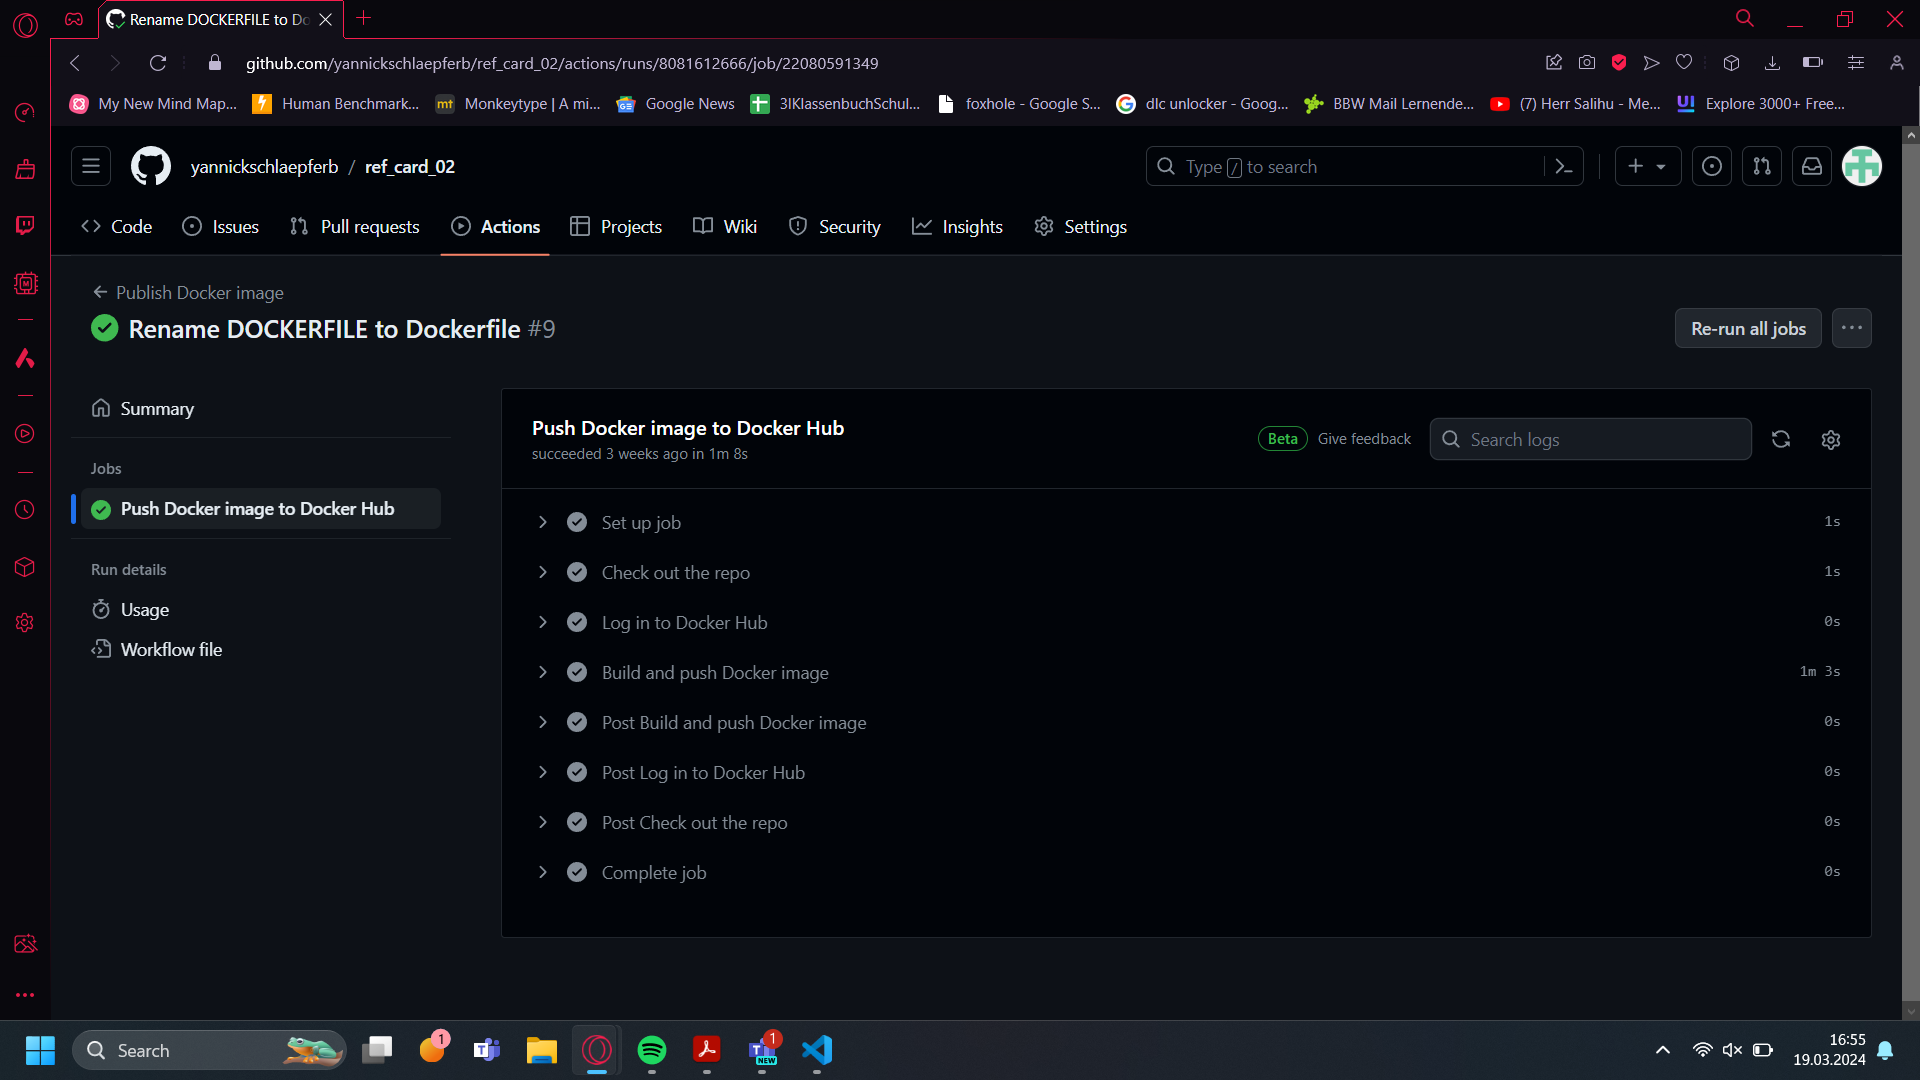 Rename DOCKERFILE to Do
github.com/yannickschlaepferb/ref_card_02/actions/runs/8081612666/job/22080591349
My New Mind Map... Human Benchmark... mt Monkeytype | A mi... Google News 3IKlassenbuchSchul... foxhole - Google S... dlc unlocker - Goog... BBW Mail Lernende... (7) Herr Salihu - Me... UI Explore 3000+ Free...
yannickschlaepferb / ref_card_02
Type / to search
Code Issues Pull requests Actions Projects Wiki Security Insights Settings
Publish Docker image
Rename DOCKERFILE to Dockerfile #9
Re-run all jobs
Summary
Jobs
Push Docker image to Docker Hub
Run details
Usage
Workflow file
Push Docker image to Docker Hub
succeeded 3 weeks ago in 1m 8s
Beta Give feedback Search logs
Set up job 1s
Check out the repo 1s
Log in to Docker Hub 0s
Build and push Docker image 1m 3s
Post Build and push Docker image 0s
Post Log in to Docker Hub 0s
Post Check out the repo 0s
Complete job 0s
Search
1
1
NEW
16:55
19.03.2024